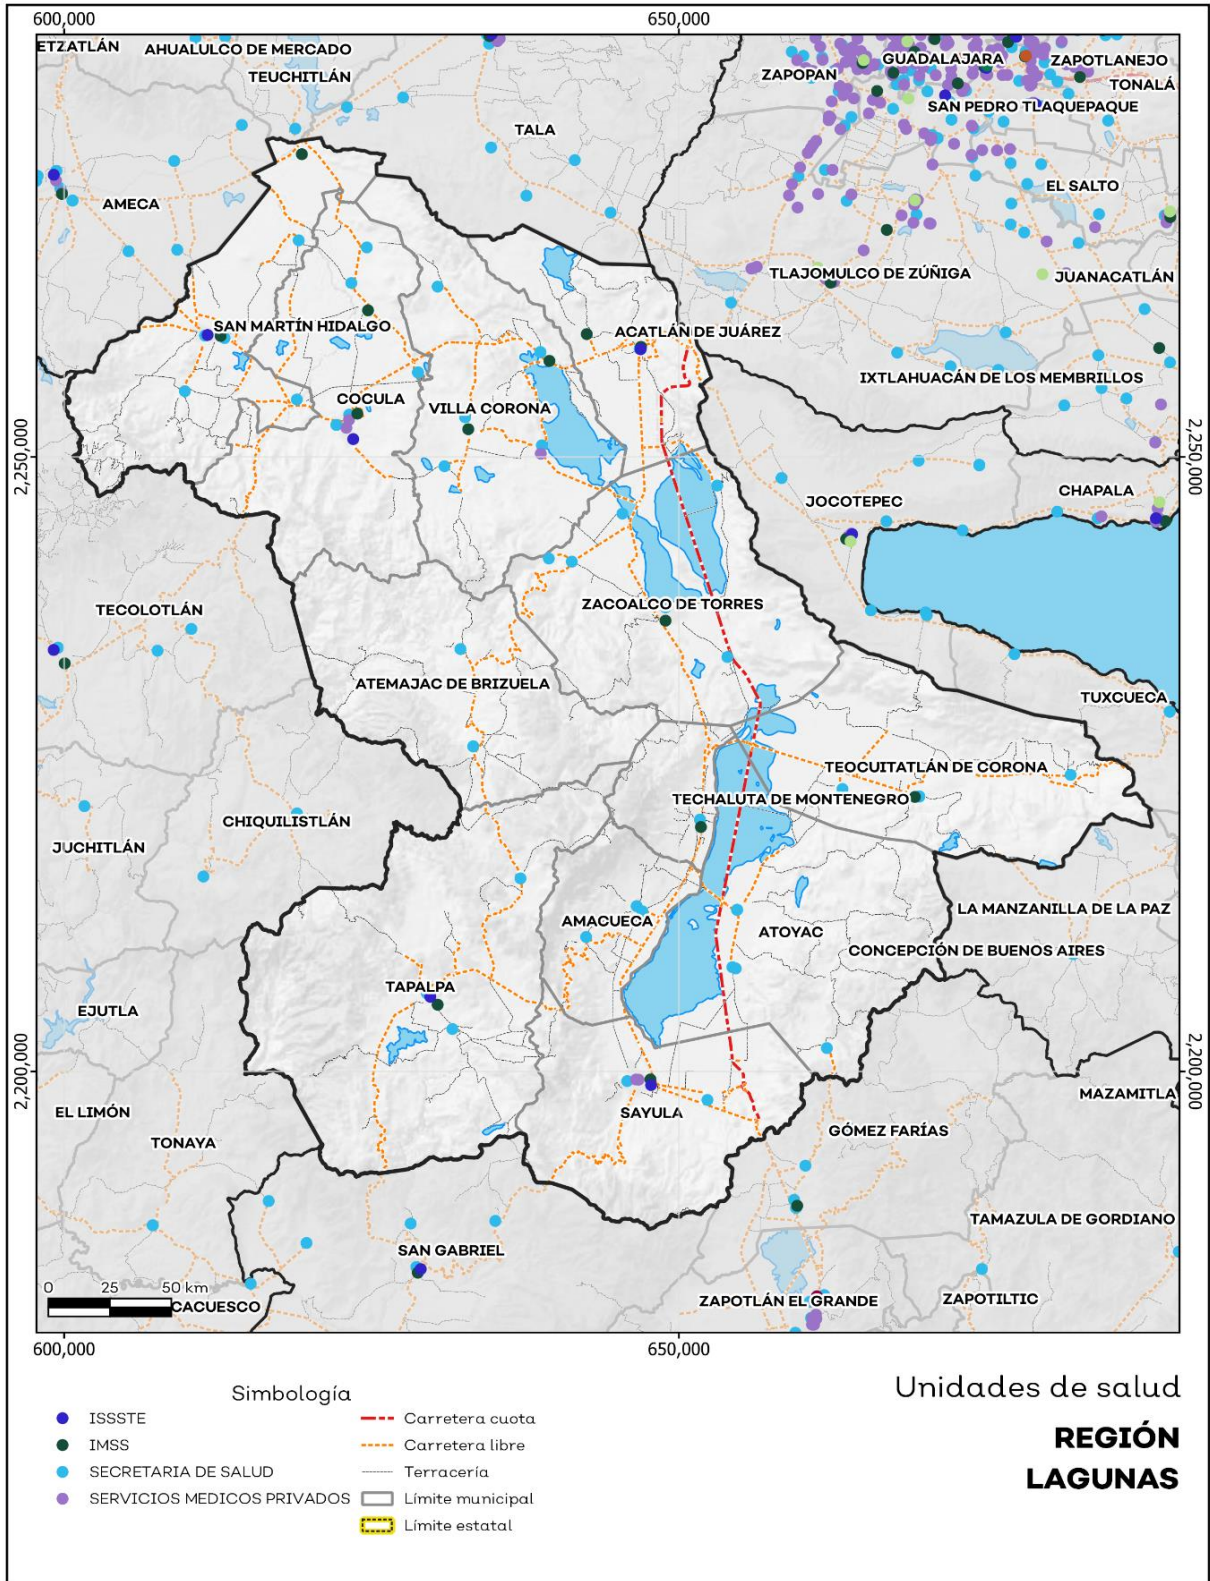 600,000
650,000
ETZATLÁN
AHUALULCO DE MERCADO
TEUCHITLÁN
ZAPOPAN
GUADALAJARA
ZAPOTLANEJO
TONALÁ
SAN PEDRO TLAQUEPAQUE
TALA
EL SALTO
AMECA
TLAJOMULCO DE ZÚÑIGA
JUANACATLÁN
SAN MARTÍN HIDALGO
ACATLÁN DE JUÁREZ
IXTLAHUACÁN DE LOS MEMBRILLOS
COCULA
VILLA CORONA
2,250,000
2,250,000
JOCOTEPEC
CHAPALA
TECOLOTLÁN
ZACOALCO DE TORRES
ATEMAJAC DE BRIZUELA
TUXCUECA
TEOCUITATLÁN DE CORONA
TECHALUTA DE MONTENEGRO
CHIQUILISTLÁN
JUCHITLÁN
LA MANZANILLA DE LA PAZ
AMACUECA
ATOYAC
CONCEPCIÓN DE BUENOS AIRES
TAPALPA
EJUTLA
2,200,000
2,200,000
MAZAMITLA
EL LIMÓN
SAYULA
GÓMEZ FARÍAS
TONAYA
TAMAZULA DE GORDIANO
SAN GABRIEL
0 25 50 km
CACUESCO
ZAPOTLÁN EL GRANDE
ZAPOTILTIC
600,000
650,000
Simbología
ISSSTE
IMSS
SECRETARIA DE SALUD
SERVICIOS MEDICOS PRIVADOS
Carretera cuota
Carretera libre
Terracería
Límite municipal
Límite estatal
Unidades de salud
REGIÓN
LAGUNAS